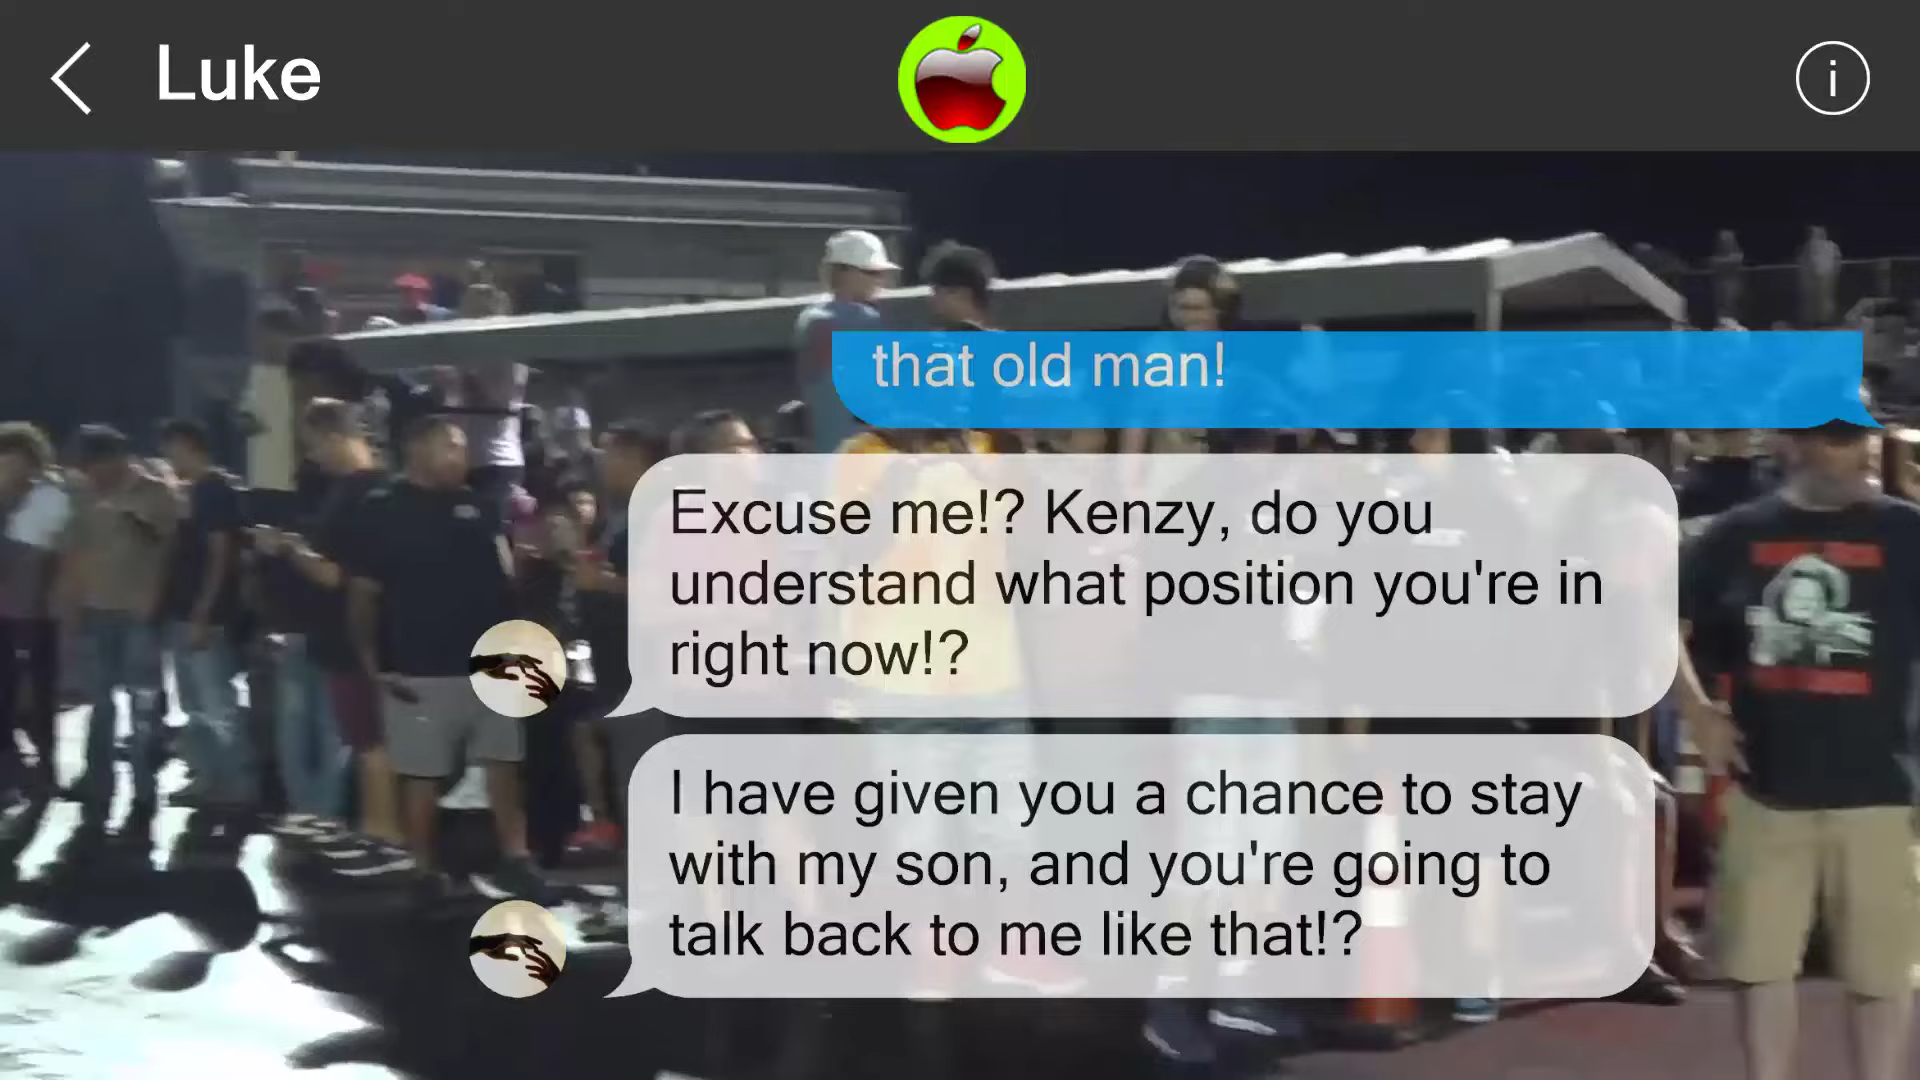 Luke
i
that old man!
Excuse me!? Kenzy, do you
understand what position you're in
right now!?
I have given you a chance to stay
with my son, and you're going to
talk back to me like that!?